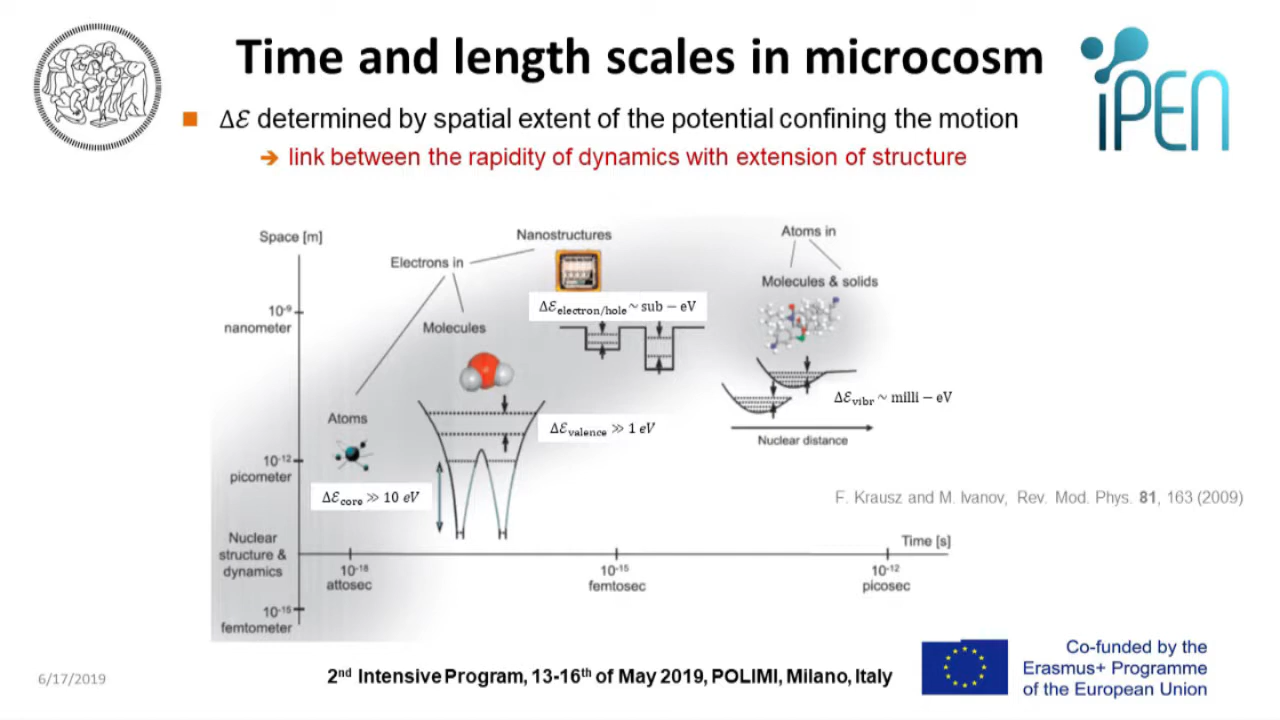 Time and length scales in microcosm
iPEN
■ Δℰ determined by spatial extent of the potential confining the motion
➔ link between the rapidity of dynamics with extension of structure
Space [m]
Nanostructures
Atoms in
Electrons in
Molecules & solids
10⁻⁹
nanometer
Δℰelectron/hole ~ sub − eV
Molecules
Δℰvibr ~ milli − eV
Atoms
Δℰvalence ≫ 1 eV
Nuclear distance
10⁻¹²
picometer
Δℰcore ≫ 10 eV
F. Krausz and M. Ivanov, Rev. Mod. Phys. 81, 163 (2009)
Nuclear
structure &
dynamics
Time [s]
10⁻¹⁸
attosec
10⁻¹⁵
femtosec
10⁻¹²
picosec
10⁻¹⁵
femtometer
6/17/2019
2nd Intensive Program, 13-16th of May 2019, POLIMI, Milano, Italy
Co-funded by the
Erasmus+ Programme
of the European Union